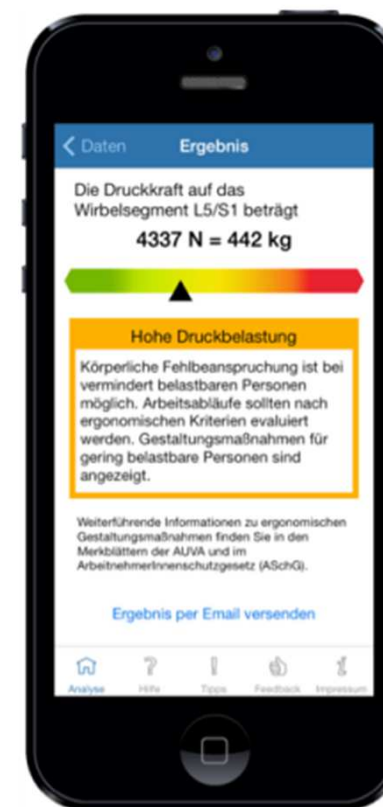 Daten
Ergebnis
Die Druckkraft auf das
Wirbelsegment L5/S1 beträgt
4337 N = 442 kg
Hohe Druckbelastung
Körperliche Fehlbeanspruchung ist bei
vermindert belastbaren Personen
möglich. Arbeitsabläufe sollten nach
ergonomischen Kriterien evaluiert
werden. Gestaltungsmaßnahmen für
gering belastbare Personen sind
angezeigt.
Weiterführende Informationen zu ergonomischen
Gestaltungsmaßnahmen finden Sie in den
Merkblättern der AUVA und im
ArbeitnehmerInnenschutzgesetz (ASchG).
Ergebnis per Email versenden
Analyse Hilfe Tipps Feedback Impressum